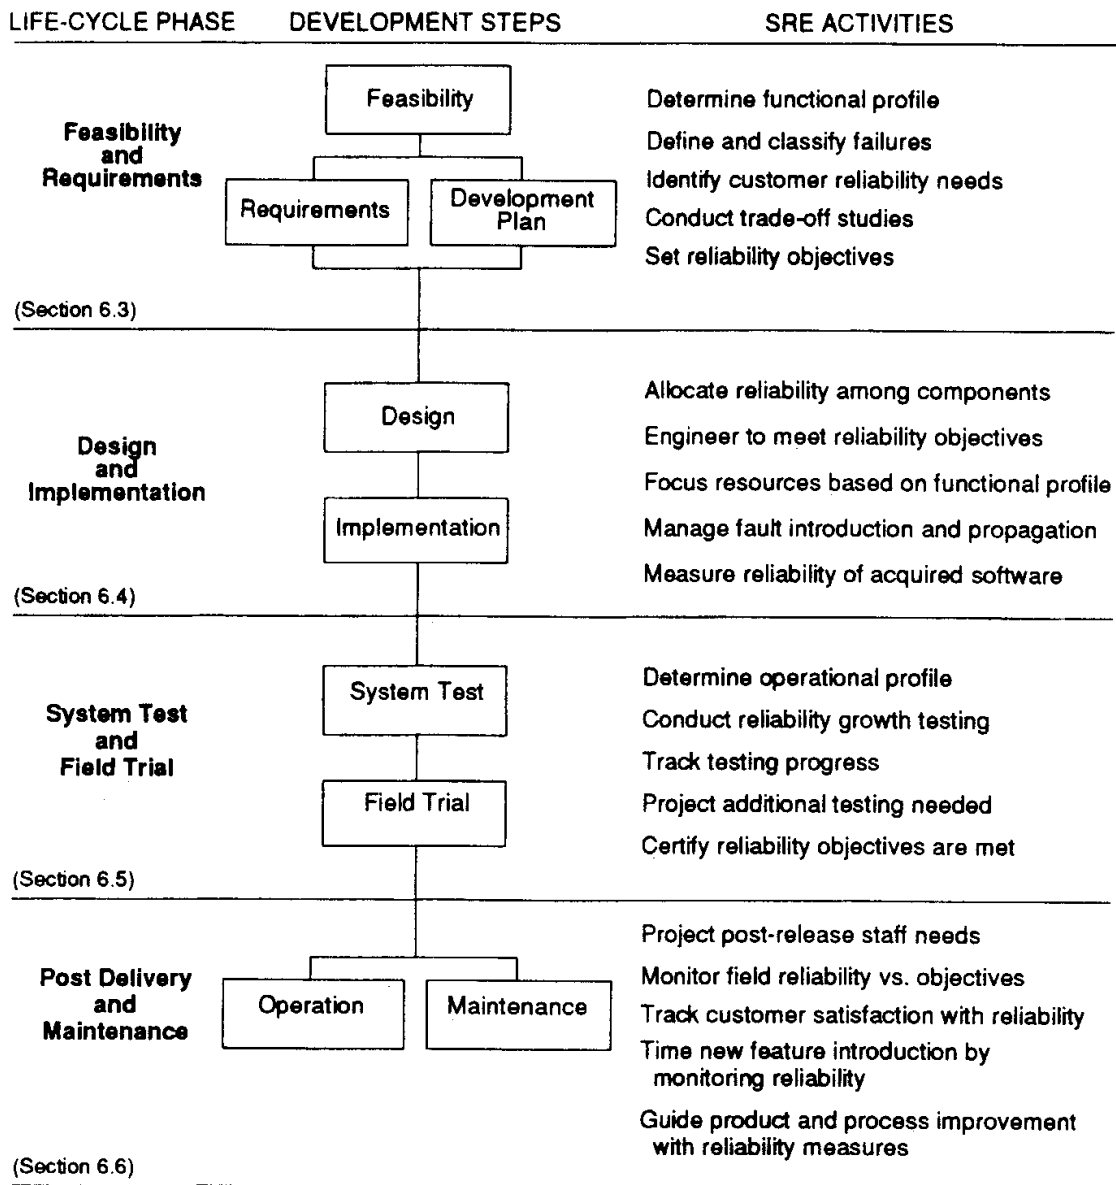 LIFE-CYCLE PHASE DEVELOPMENT STEPS SRE ACTIVITIES
Feasibility
and
Requirements
(Section 6.3)
Feasibility
Requirements
Development
Plan
Determine functional profile
Define and classify failures
Identify customer reliability needs
Conduct trade-off studies
Set reliability objectives
Design
and
Implementation
(Section 6.4)
Design
Implementation
Allocate reliability among components
Engineer to meet reliability objectives
Focus resources based on functional profile
Manage fault introduction and propagation
Measure reliability of acquired software
System Test
and
Field Trial
(Section 6.5)
System Test
Field Trial
Determine operational profile
Conduct reliability growth testing
Track testing progress
Project additional testing needed
Certify reliability objectives are met
Post Delivery
and
Maintenance
(Section 6.6)
Operation
Maintenance
Project post-release staff needs
Monitor field reliability vs. objectives
Track customer satisfaction with reliability
Time new feature introduction by
monitoring reliability
Guide product and process improvement
with reliability measures